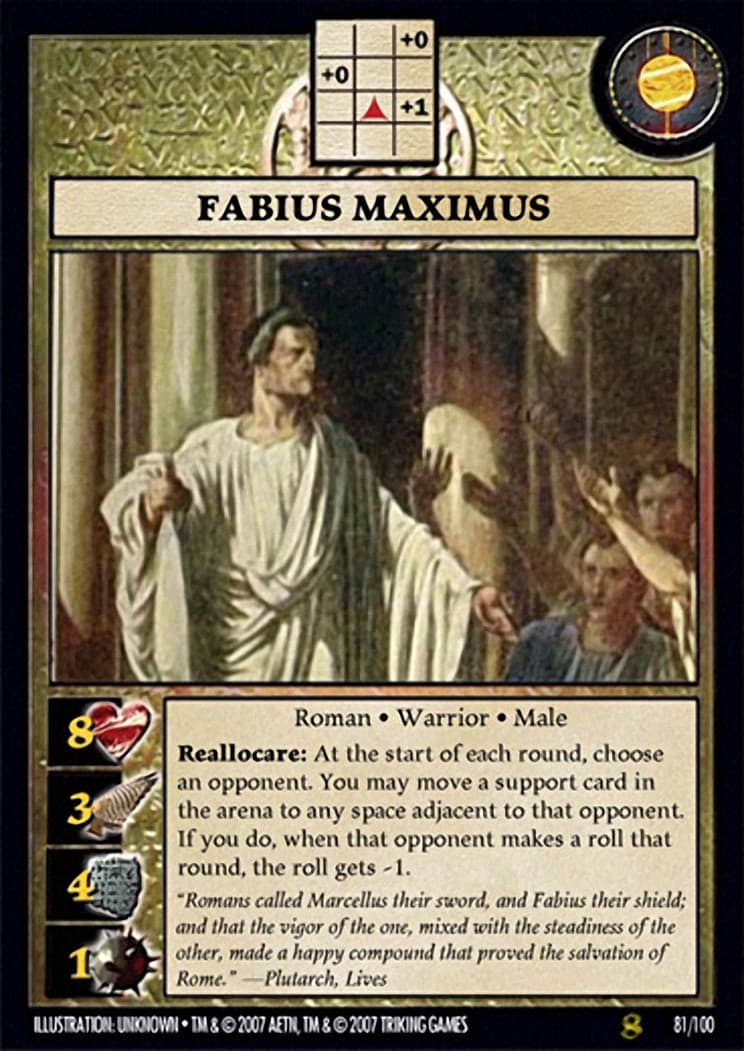 +0
+0
+1
FABIUS MAXIMUS
8
3
4
1
Roman • Warrior • Male
Reallocare: At the start of each round, choose
an opponent. You may move a support card in
the arena to any space adjacent to that opponent.
If you do, when that opponent makes a roll that
round, the roll gets -1.
“Romans called Marcellus their sword, and Fabius their shield;
and that the vigor of the one, mixed with the steadiness of the
other, made a happy compound that proved the salvation of
Rome.” —Plutarch, Lives
ILLUSTRATION: UNKNOWN • TM & © 2007 AETN, TM & © 2007 TRIKING GAMES 8 81/100